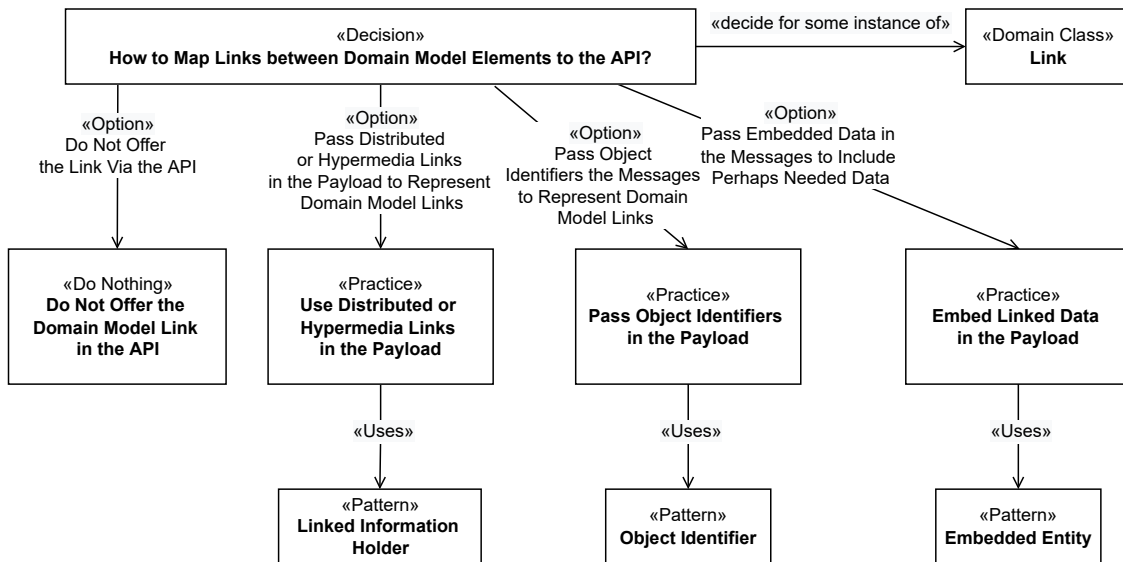 «Decision»
How to Map Links between Domain Model Elements to the API?
«decide for some instance of»
«Domain Class»
Link
«Option»
Do Not Offer
the Link Via the API
«Option»
Pass Distributed
or Hypermedia Links
in the Payload to Represent
Domain Model Links
«Option»
Pass Object
Identifiers the Messages
to Represent Domain
Model Links
«Option»
Pass Embedded Data in
the Messages to Include
Perhaps Needed Data
«Do Nothing»
Do Not Offer the
Domain Model Link
in the API
«Practice»
Use Distributed or
Hypermedia Links
in the Payload
«Practice»
Pass Object Identifiers
in the Payload
«Practice»
Embed Linked Data
in the Payload
«Uses»
«Uses»
«Uses»
«Pattern»
Linked Information
Holder
«Pattern»
Object Identifier
«Pattern»
Embedded Entity